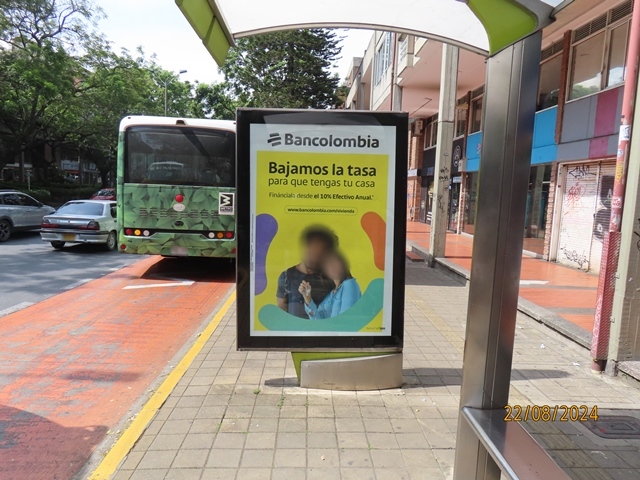 Bancolombia
Bajamos la tasa
para que tengas tu casa
Financiála desde el 10% Efectivo Anual.
www.bancolombia.com/vivienda
22/08/2024